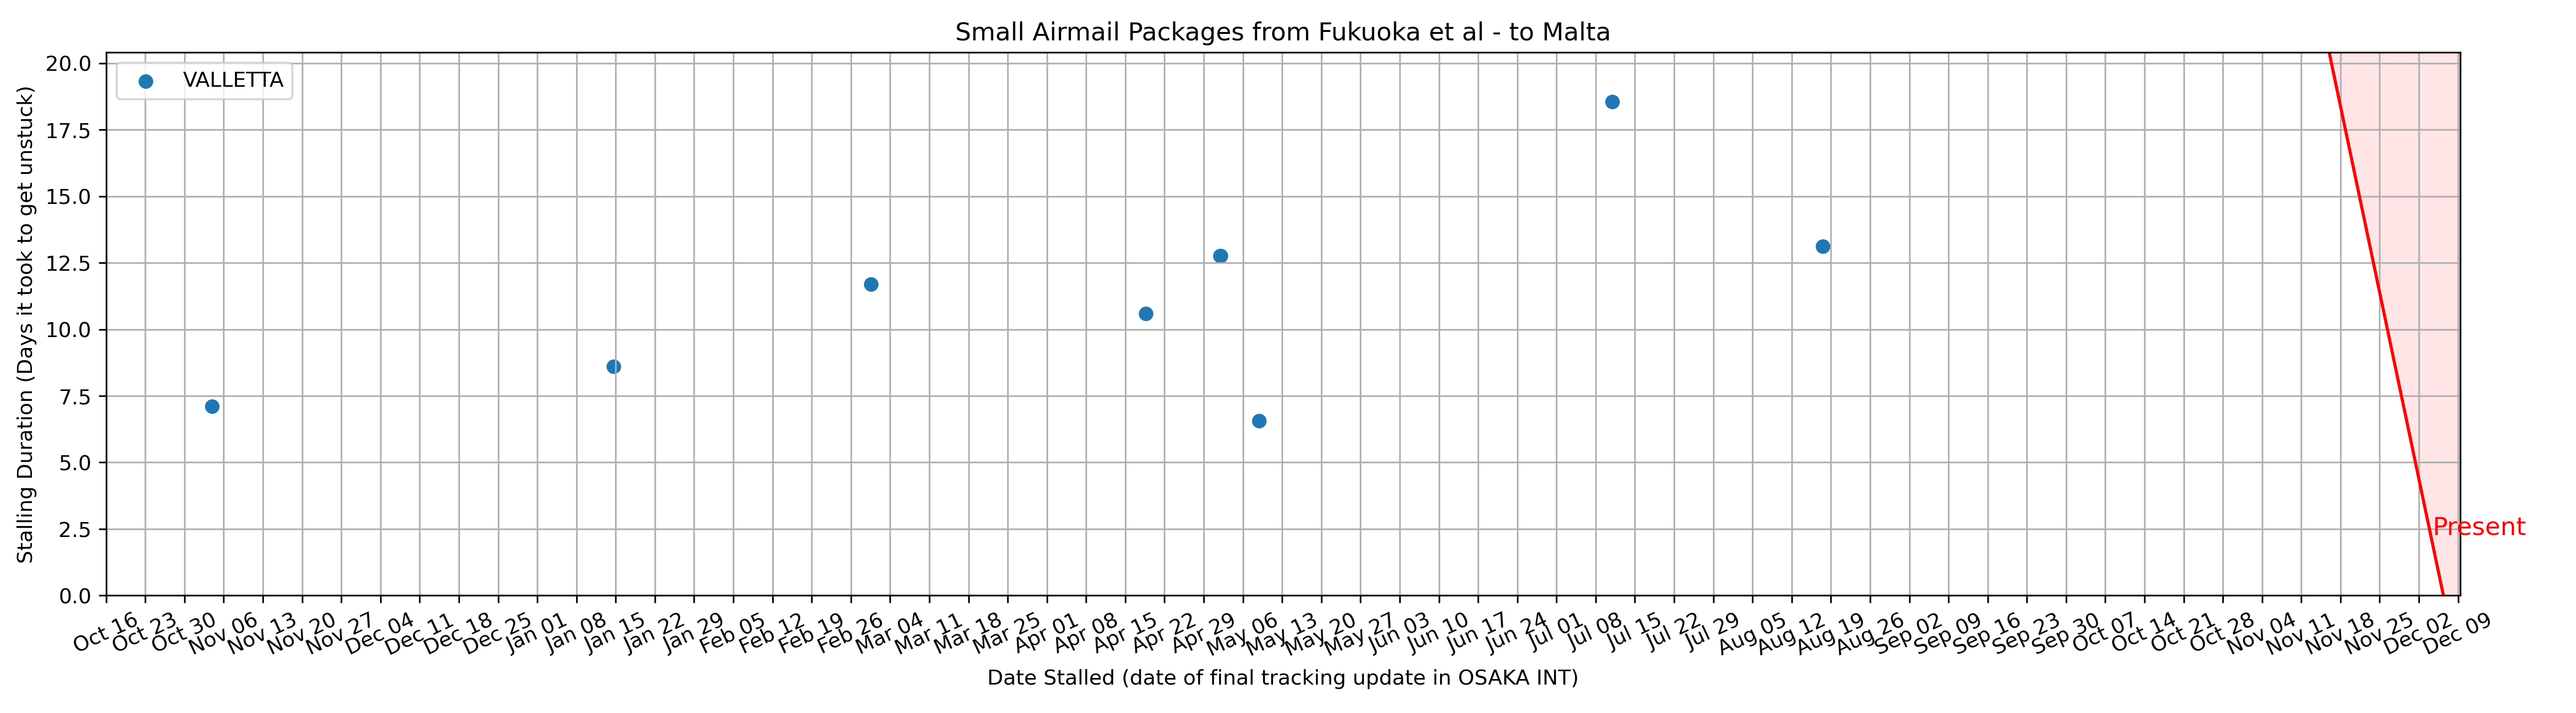 Small Airmail Packages from Fukuoka et al - to Malta
VALLETTA
Stalling Duration (Days it took to get unstuck)
20.0
17.5
15.0
12.5
10.0
7.5
5.0
2.5
0.0
Present
Oct 16
Oct 23
Oct 30
Nov 06
Nov 13
Nov 20
Nov 27
Dec 04
Dec 11
Dec 18
Dec 25
Jan 01
Jan 08
Jan 15
Jan 22
Jan 29
Feb 05
Feb 12
Feb 19
Feb 26
Mar 04
Mar 11
Mar 18
Mar 25
Apr 01
Apr 08
Apr 15
Apr 22
Apr 29
May 06
May 13
May 20
May 27
Jun 03
Jun 10
Jun 17
Jun 24
Jul 01
Jul 08
Jul 15
Jul 22
Jul 29
Aug 05
Aug 12
Aug 19
Aug 26
Sep 02
Sep 09
Sep 16
Sep 23
Sep 30
Oct 07
Oct 14
Oct 21
Oct 28
Nov 04
Nov 11
Nov 18
Nov 25
Dec 02
Dec 09
Date Stalled (date of final tracking update in OSAKA INT)